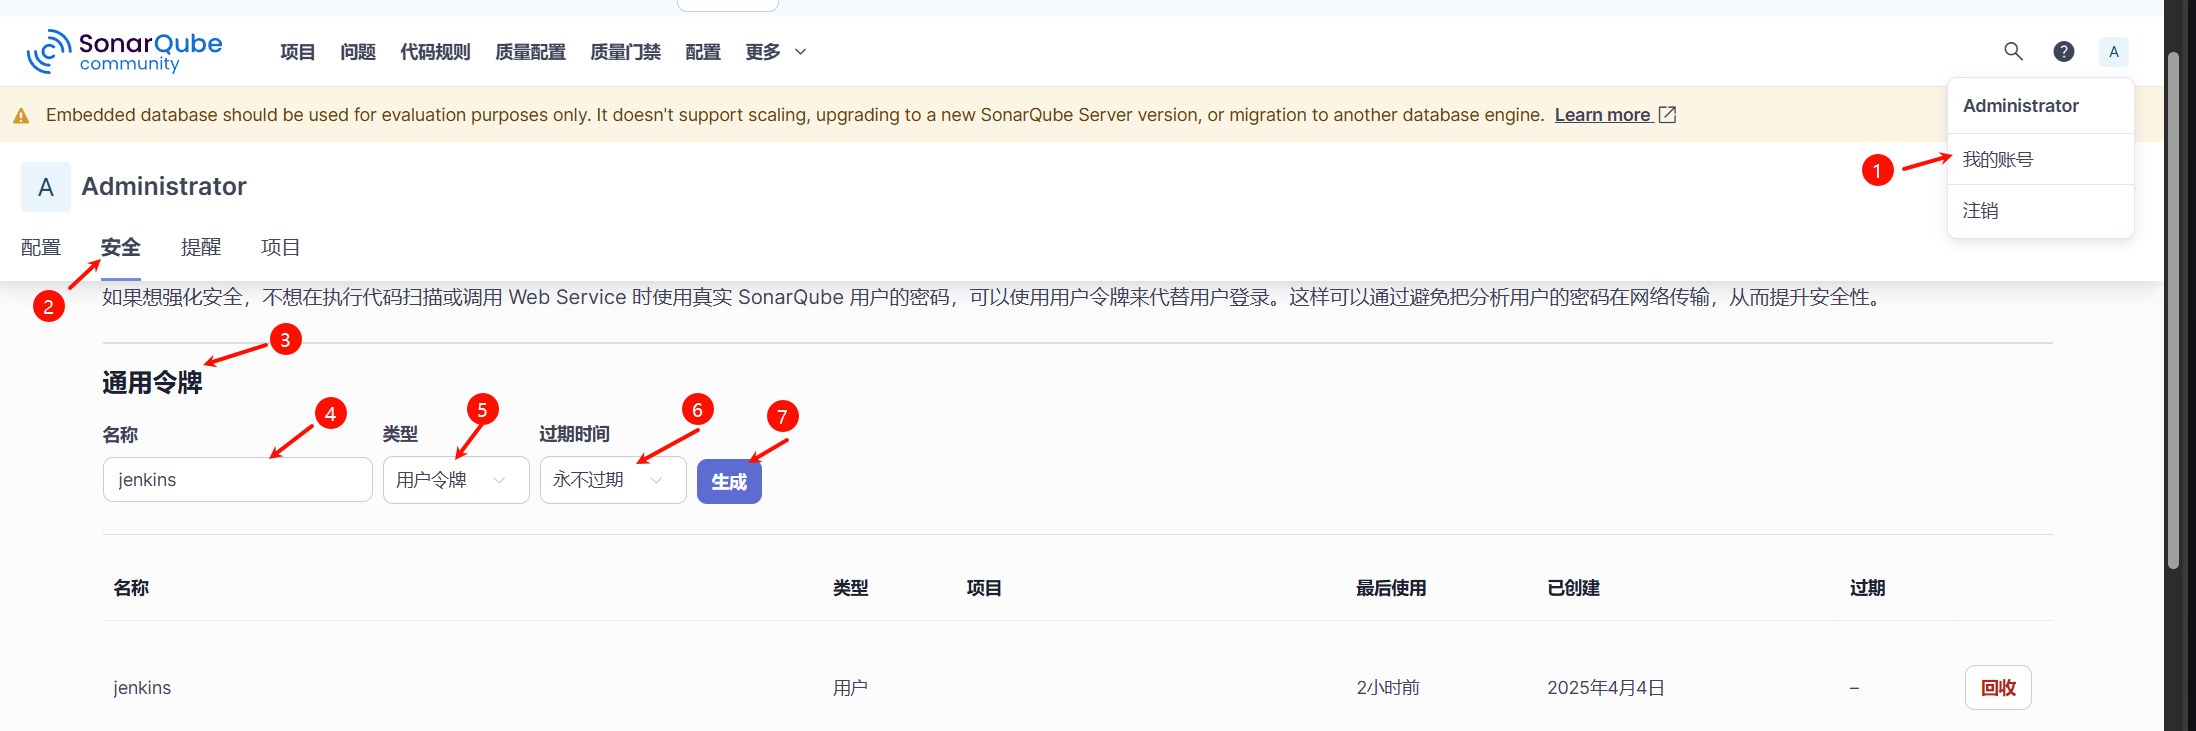 SonarQube community
项目 问题 代码规则 质量配置 质量门禁 配置 更多
? A
Embedded database should be used for evaluation purposes only. It doesn't support scaling, upgrading to a new SonarQube Server version, or migration to another database engine. Learn more
Administrator
1 我的账号
注销
A Administrator
配置 安全 提醒 项目
2
如果想强化安全，不想在执行代码扫描或调用 Web Service 时使用真实 SonarQube 用户的密码，可以使用用户令牌来代替用户登录。这样可以通过避免把分析用户的密码在网络传输，从而提升安全性。
3
通用令牌
4 5 6 7
名称 类型 过期时间
jenkins 用户令牌 永不过期 生成
名称 类型 项目 最后使用 已创建 过期
jenkins 用户 2小时前 2025年4月4日 – 回收